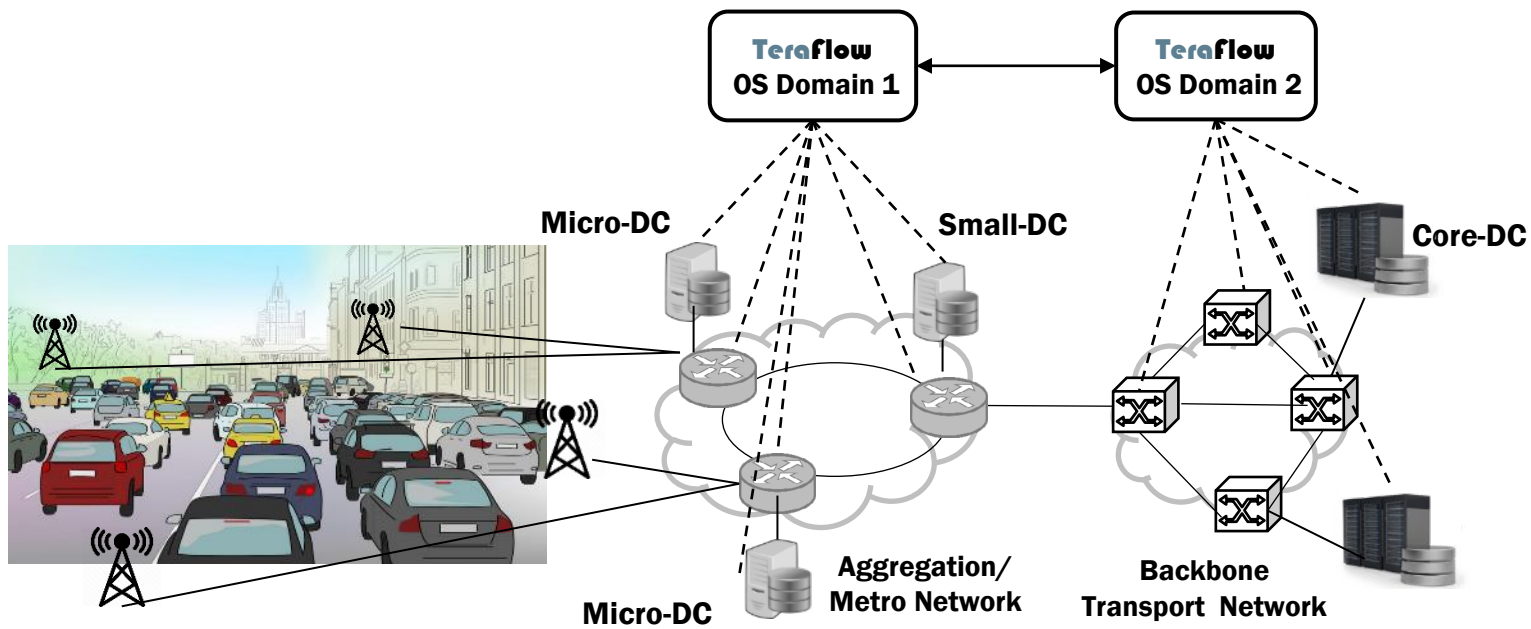 TeraFlow
OS Domain 1
TeraFlow
OS Domain 2
Micro-DC
Small-DC
Core-DC
Micro-DC
Aggregation/
Metro Network
Backbone
Transport Network